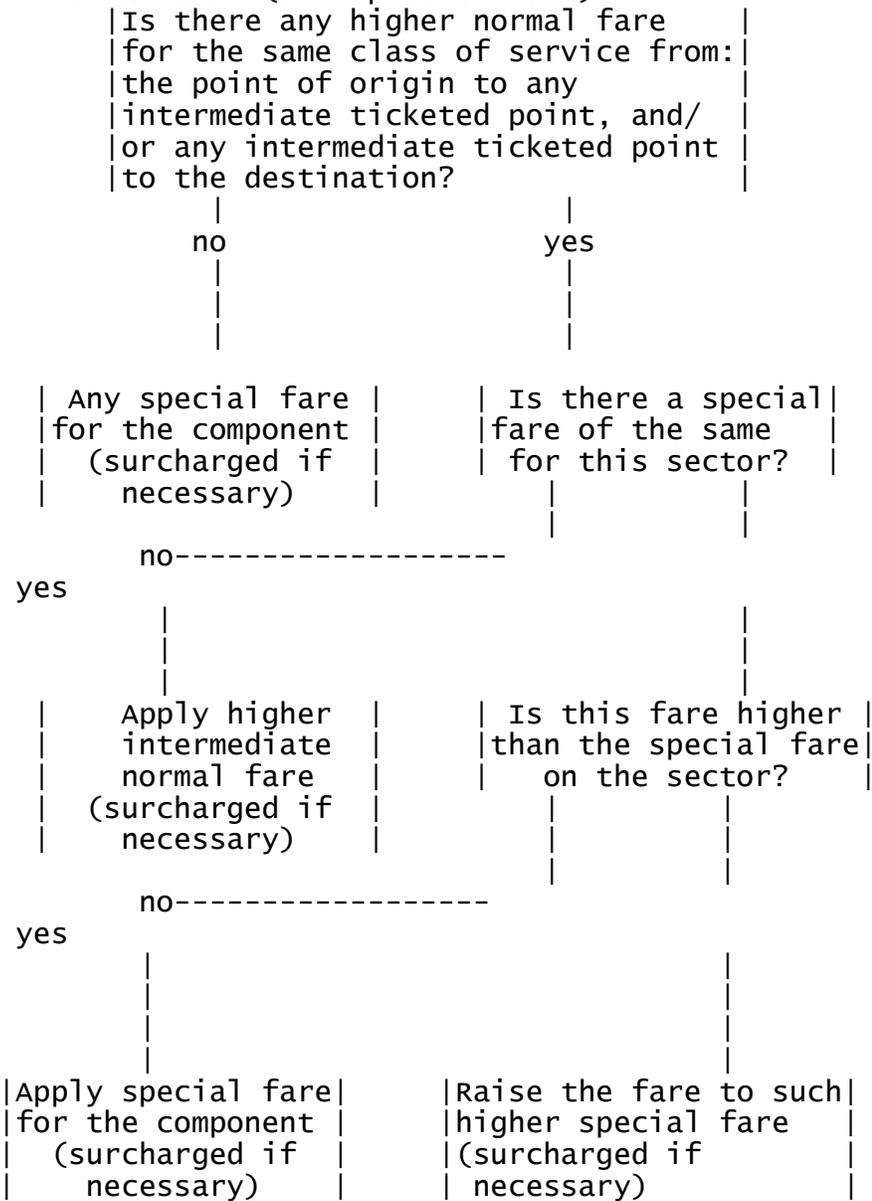 |Is there any higher normal fare |
|for the same class of service from:|
|the point of origin to any |
|intermediate ticketed point, and/ |
|or any intermediate ticketed point |
|to the destination? |
| |
no yes
| |
| |
| |
| Any special fare | | Is there a special|
|for the component | |fare of the same |
| (surcharged if | | for this sector? |
| necessary) | | |
| |
no-------------------
yes
| |
| |
| |
| Apply higher | | Is this fare higher |
| intermediate | |than the special fare|
| normal fare | | on the sector? |
| (surcharged if | | |
| necessary) | | |
| |
no------------------
yes
| |
| |
| |
| |
|Apply special fare| |Raise the fare to such|
|for the component | |higher special fare |
| (surcharged if | |(surcharged if |
| necessary) | | necessary) |